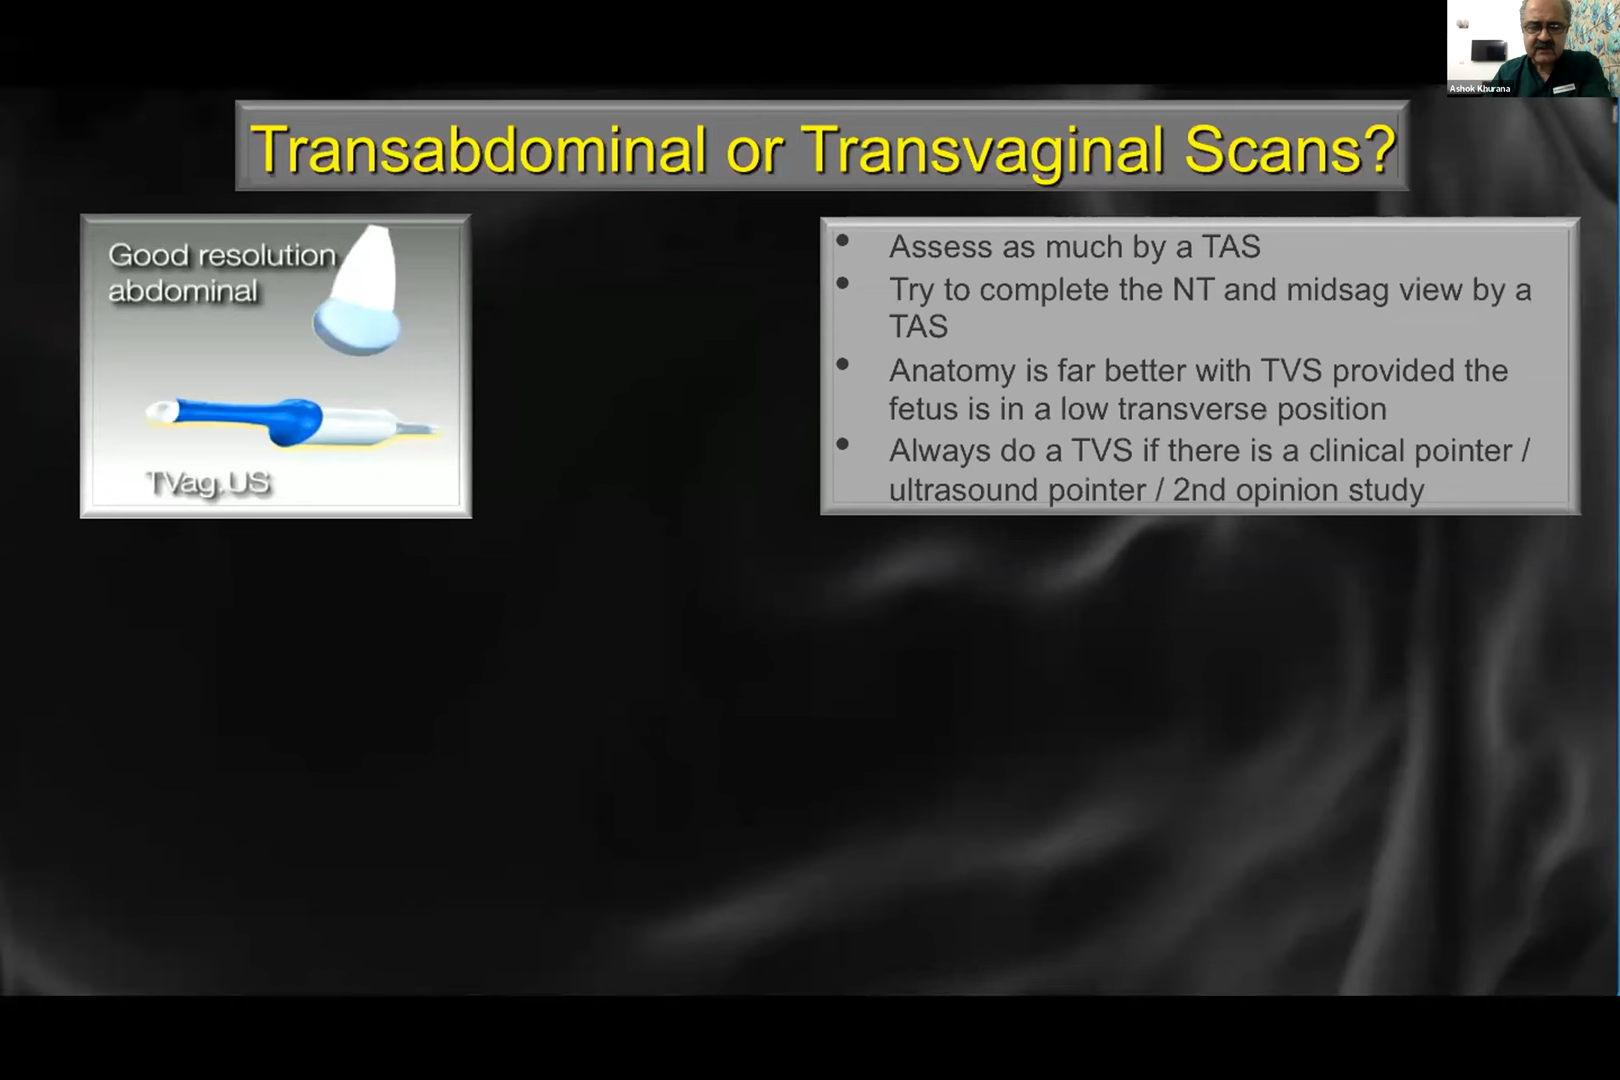 Ashok Khurana
Transabdominal or Transvaginal Scans?
Good resolution
abdominal
TVag.US
• Assess as much by a TAS
• Try to complete the NT and midsag view by a
TAS
• Anatomy is far better with TVS provided the
fetus is in a low transverse position
• Always do a TVS if there is a clinical pointer /
ultrasound pointer / 2nd opinion study